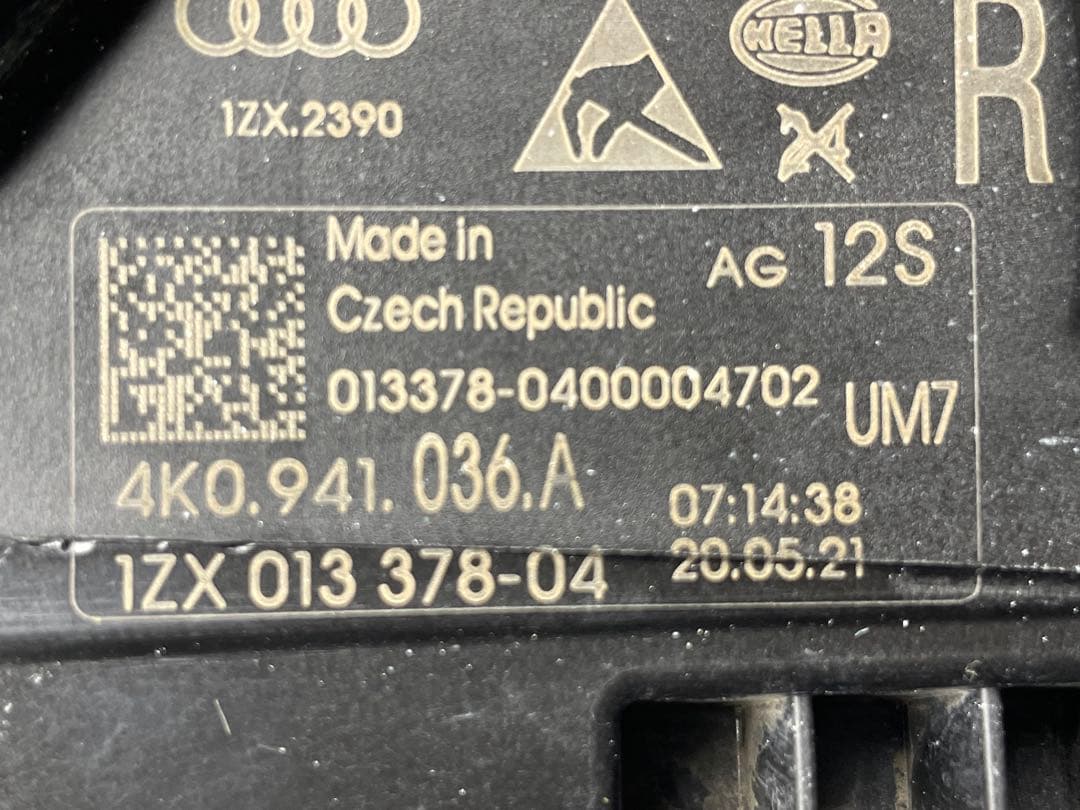 HELLA
R
1ZX.2390
24
Made in
Czech Republic
AG 12S
013378-0400004702
UM7
4K0.941.036.A
07:14:38
1ZX 013 378-04
20.05.21